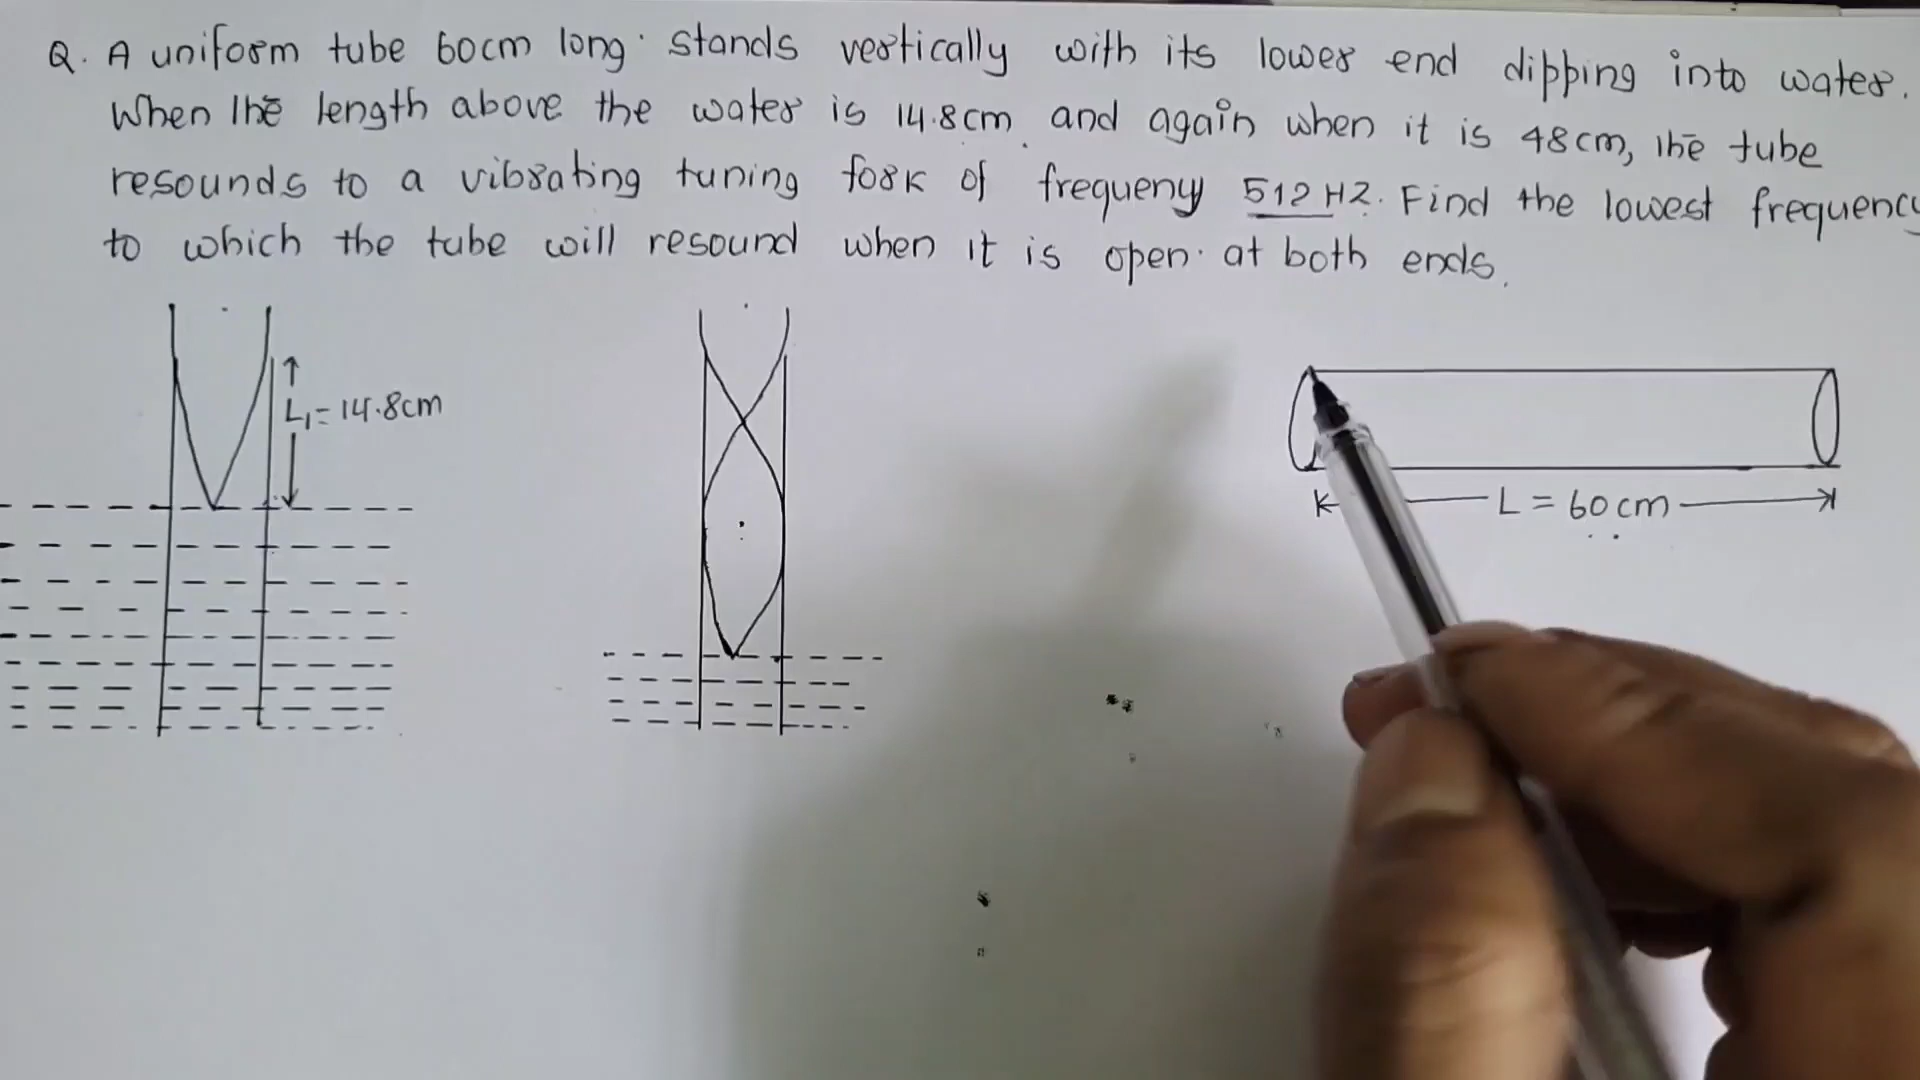 Q. A uniform tube 60cm long stands vertically with its lower end dipping into water.
When the length above the water is 14.8cm and again when it is 48cm, the tube
resounds to a vibrating tuning fork of frequeny 512 HZ. Find the lowest frequency
to which the tube will resound when it is open at both ends.
L₁ = 14.8cm
L = 60cm